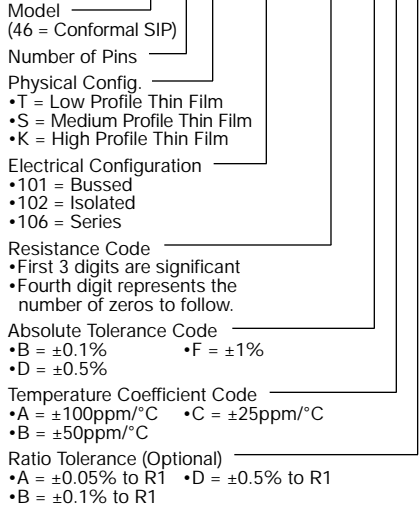 Model
(46 = Conformal SIP)
Number of Pins
Physical Config.
•T = Low Profile Thin Film
•S = Medium Profile Thin Film
•K = High Profile Thin Film
Electrical Configuration
•101 = Bussed
•102 = Isolated
•106 = Series
Resistance Code
•First 3 digits are significant
•Fourth digit represents the
number of zeros to follow.
Absolute Tolerance Code
•B = ±0.1% •F = ±1%
•D = ±0.5%
Temperature Coefficient Code
•A = ±100ppm/°C •C = ±25ppm/°C
•B = ±50ppm/°C
Ratio Tolerance (Optional)
•A = ±0.05% to R1 •D = ±0.5% to R1
•B = ±0.1% to R1